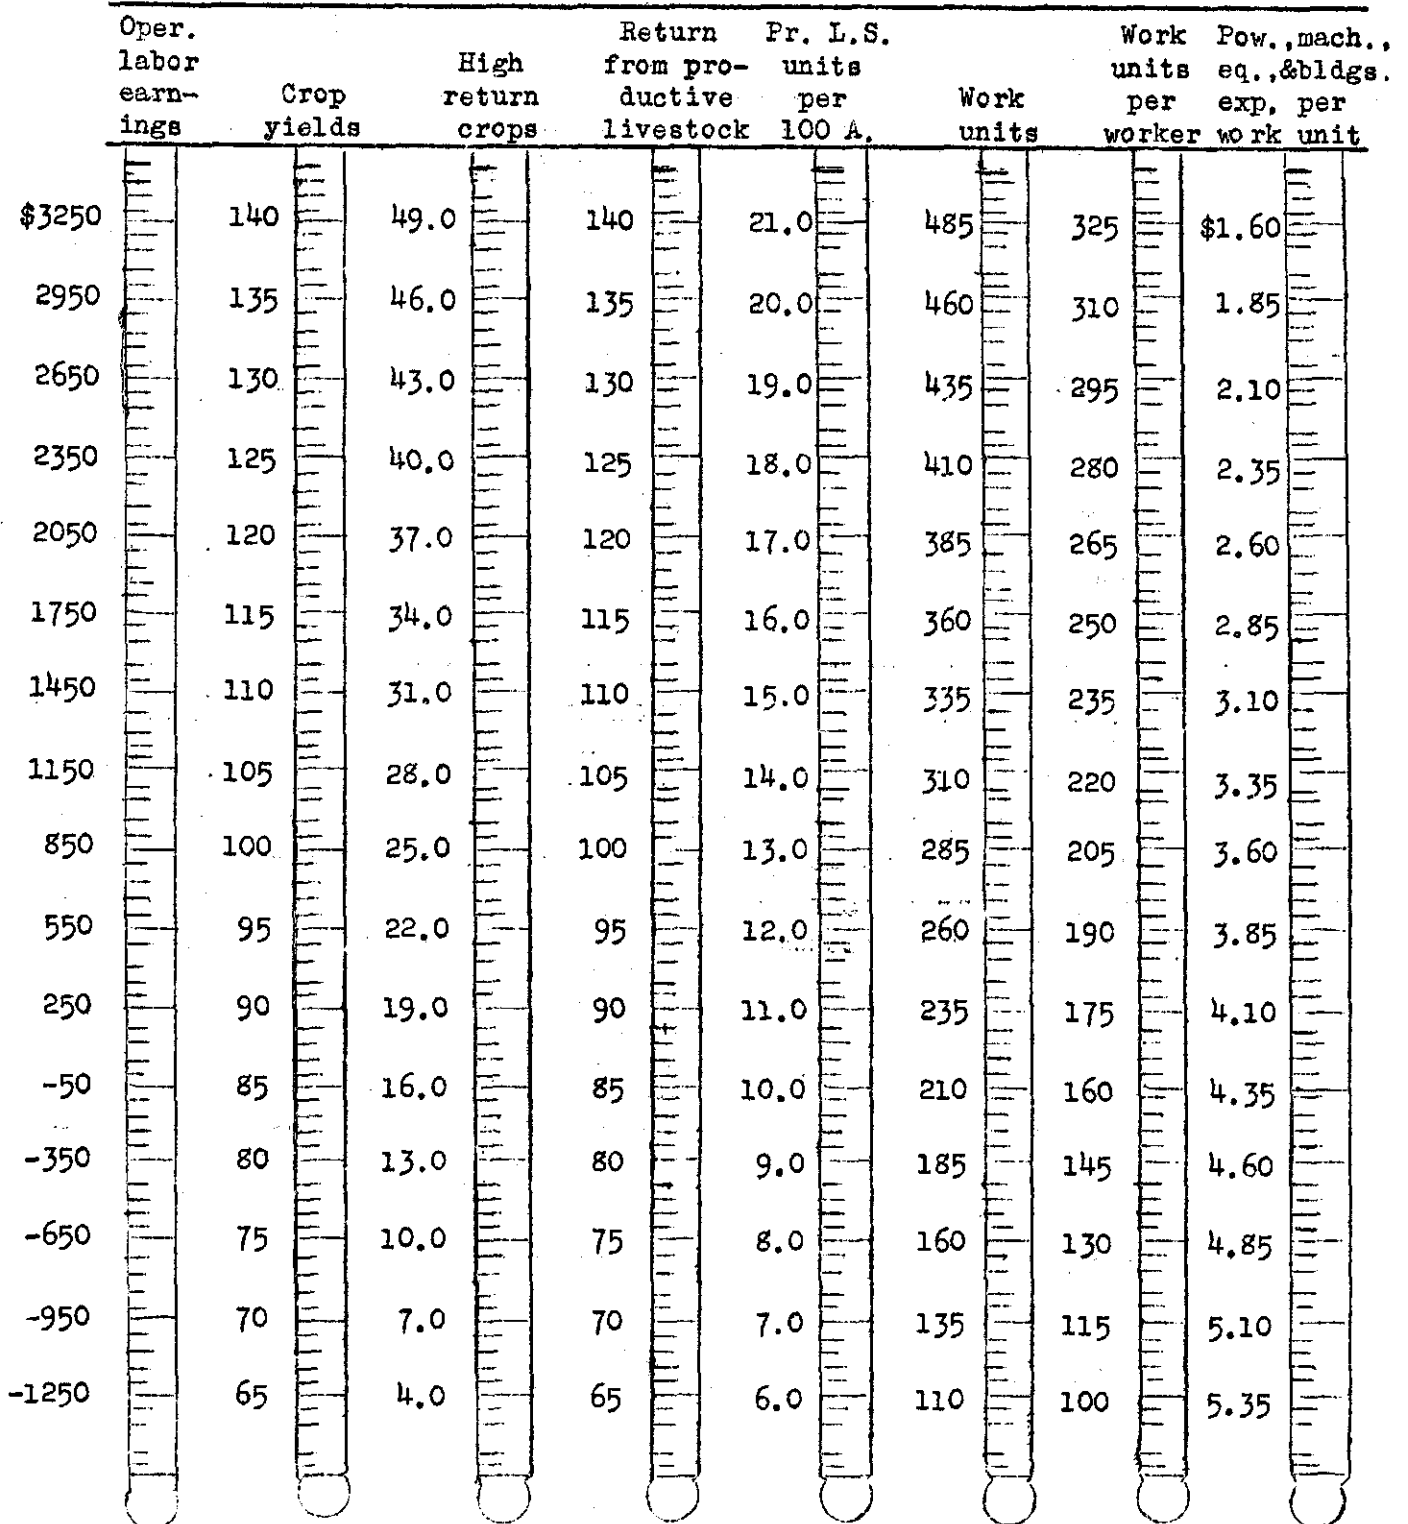 Oper. Return Pr. L.S. Work Pow.,mach.,
labor High from pro- units units eq.,&bldgs.
earn- Crop return ductive per Work per exp. per
ings yields crops livestock 100 A. units worker work unit
$3250 140 49.0 140 21.0 485 325 $1.60
2950 135 46.0 135 20.0 460 310 1.85
2650 130 43.0 130 19.0 435 295 2.10
2350 125 40.0 125 18.0 410 280 2.35
2050 120 37.0 120 17.0 385 265 2.60
1750 115 34.0 115 16.0 360 250 2.85
1450 110 31.0 110 15.0 335 235 3.10
1150 105 28.0 105 14.0 310 220 3.35
850 100 25.0 100 13.0 285 205 3.60
550 95 22.0 95 12.0 260 190 3.85
250 90 19.0 90 11.0 235 175 4.10
-50 85 16.0 85 10.0 210 160 4.35
-350 80 13.0 80 9.0 185 145 4.60
-650 75 10.0 75 8.0 160 130 4.85
-950 70 7.0 70 7.0 135 115 5.10
-1250 65 4.0 65 6.0 110 100 5.35